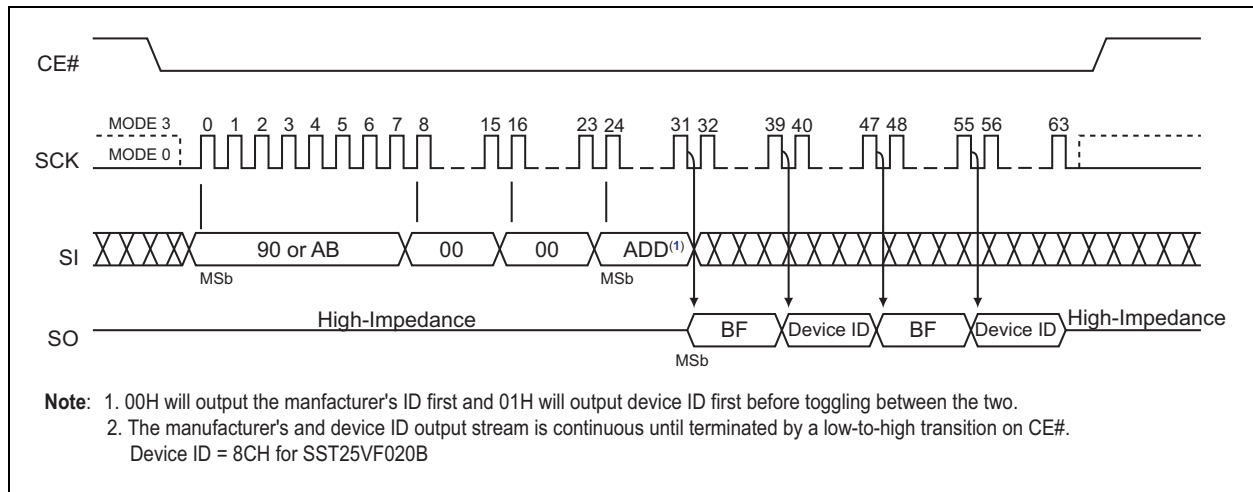 CE#
MODE 3 0 1 2 3 4 5 6 7 8 15 16 23 24 31 32 39 40 47 48 55 56 63
MODE 0
SCK
SI 90 or AB 00 00 ADD(1)
MSb MSb
SO High-Impedance BF Device ID BF Device ID High-Impedance
MSb
Note: 1. 00H will output the manfacturer's ID first and 01H will output device ID first before toggling between the two.
2. The manufacturer's and device ID output stream is continuous until terminated by a low-to-high transition on CE#.
Device ID = 8CH for SST25VF020B